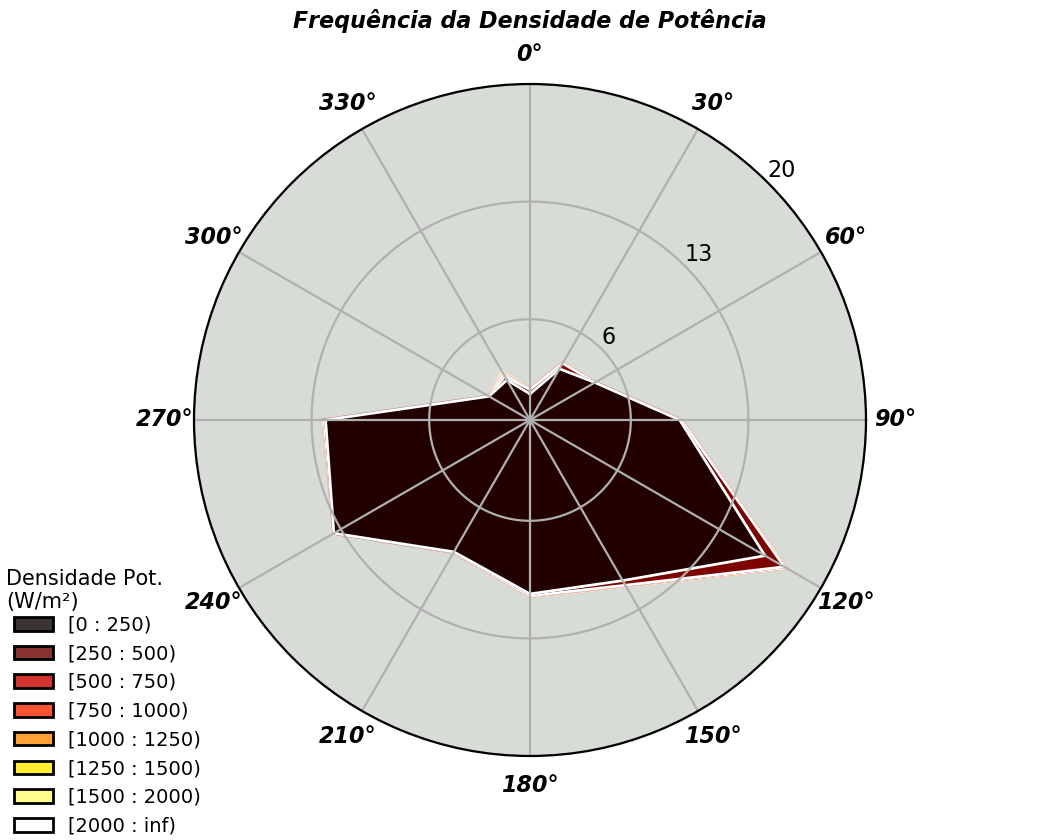 Frequência da Densidade de Potência
0°
330°
30°
20
300°
60°
13
6
270°
90°
240°
120°
210°
150°
180°
Densidade Pot.
(W/m²)
[0 : 250)
[250 : 500)
[500 : 750)
[750 : 1000)
[1000 : 1250)
[1250 : 1500)
[1500 : 2000)
[2000 : inf)